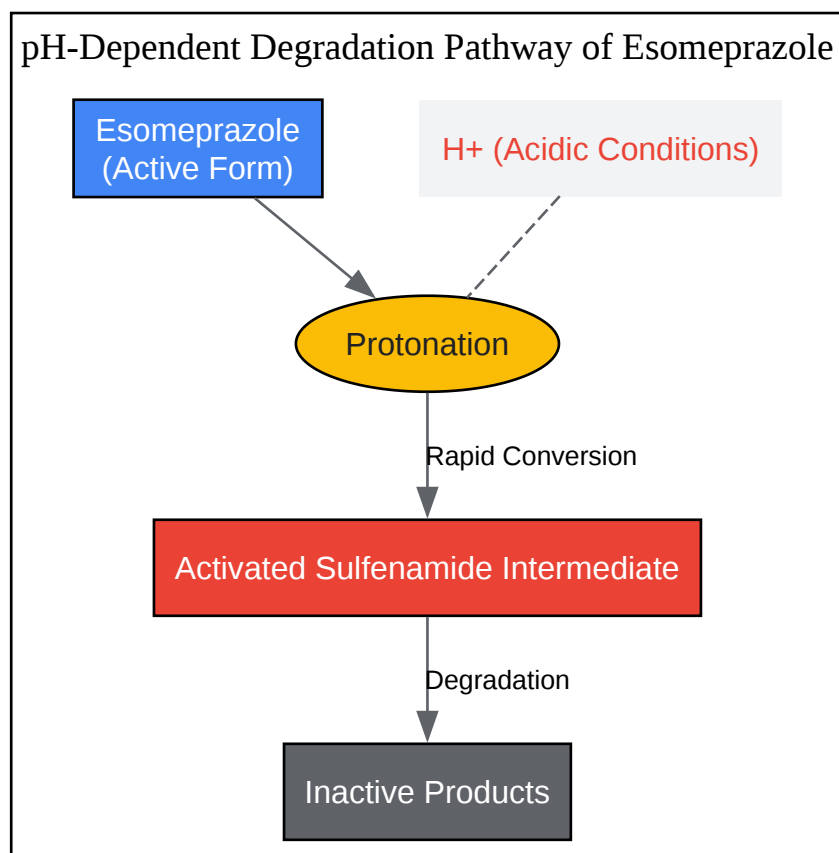 pH-Dependent Degradation Pathway of Esomeprazole
Esomeprazole
(Active Form)
H+ (Acidic Conditions)
Protonation
Rapid Conversion
Activated Sulfenamide Intermediate
Degradation
Inactive Products